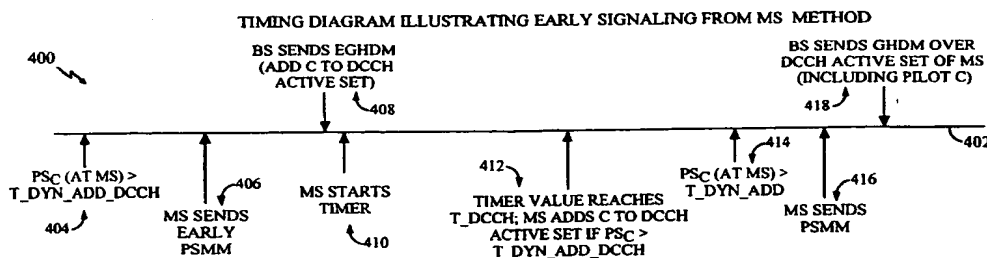 TIMING DIAGRAM ILLUSTRATING EARLY SIGNALING FROM MS METHOD
400
BS SENDS EGHDM
(ADD C TO DCCH
ACTIVE SET)
408
BS SENDS GHDM OVER
DCCH ACTIVE SET OF MS
(INCLUDING PILOT C)
418
402
PSC (AT MS) >
T_DYN_ADD_DCCH
404
406
MS SENDS
EARLY
PSMM
MS STARTS
TIMER
410
412
TIMER VALUE REACHES
T_DCCH; MS ADDS C TO DCCH
ACTIVE SET IF PSC >
T_DYN_ADD_DCCH
414
PSC (AT MS) >
T_DYN_ADD
416
MS SENDS
PSMM